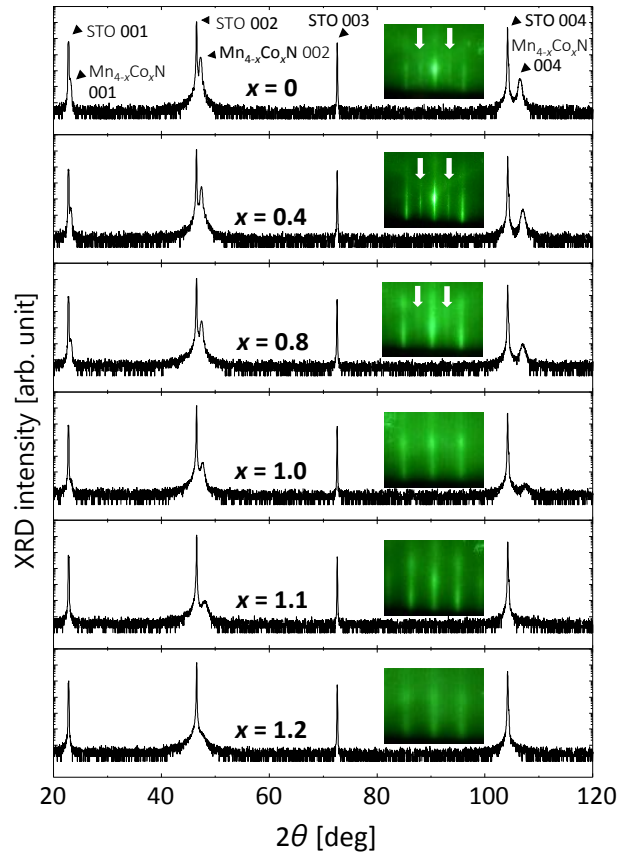 STO 001
STO 002
STO 003
STO 004
Mn4-xCoxN
001
Mn4-xCoxN 002
Mn4-xCoxN
004
x = 0
x = 0.4
x = 0.8
x = 1.0
x = 1.1
x = 1.2
XRD intensity [arb. unit]
20 40 60 80 100 120
2θ [deg]